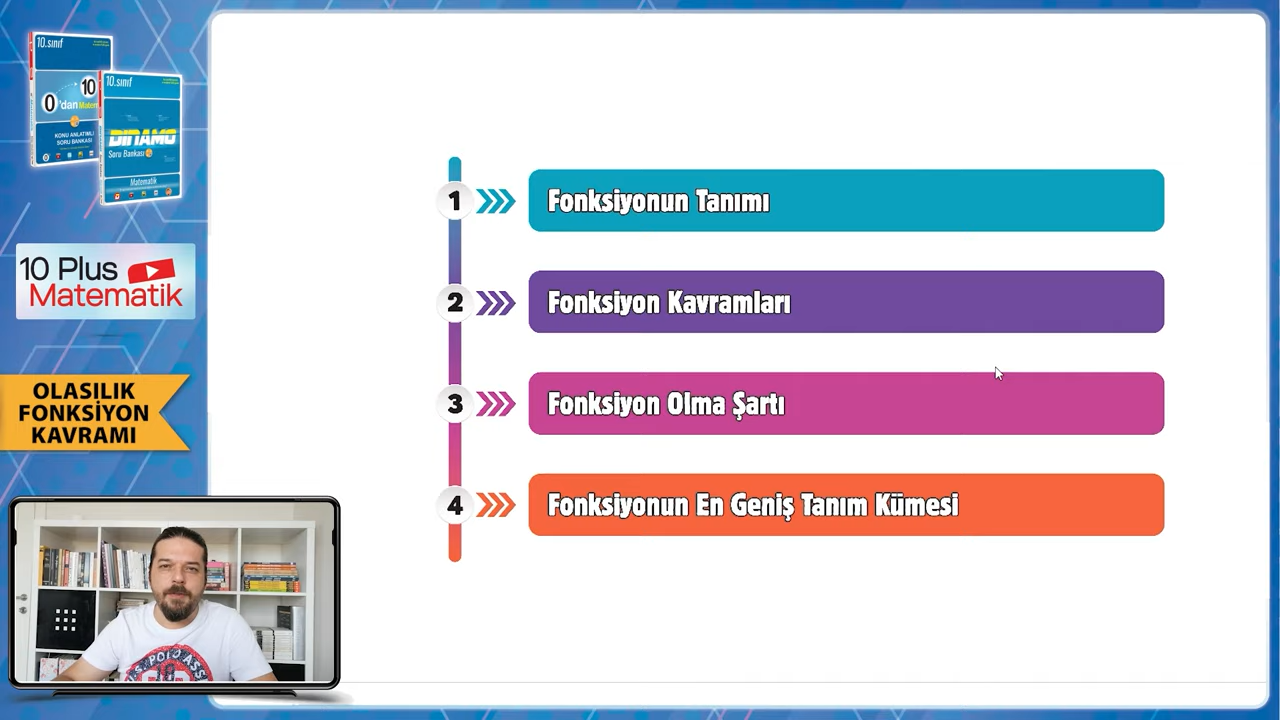 10.sınıf
0'dan 10
KONU ANLATIMLI
SORU BANKASI
10.sınıf
DİNAMO
Soru Bankası
Matematik
10 Plus
Matematik
OLASILIK
FONKSİYON
KAVRAMI
1 Fonksiyonun Tanımı
2 Fonksiyon Kavramları
3 Fonksiyon Olma Şartı
4 Fonksiyonun En Geniş Tanım Kümesi
POLO ASS